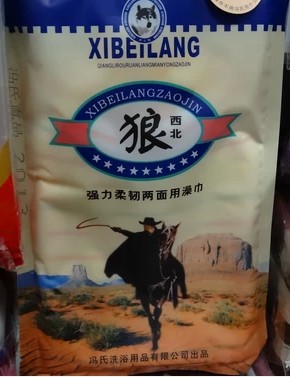 XIBEILANG
QIANGLIROURUANLIANGMIANYONGZAOJIN
XIBEILANGZAOJIN
西北
狼
强力柔韧两面用澡巾
冯氏洗浴用品有限公司出品
2013